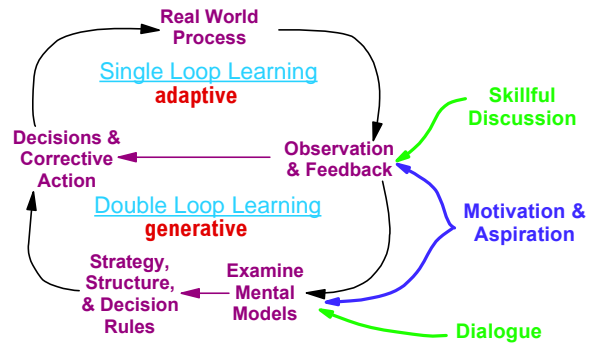 Real World
Process
Single Loop Learning
adaptive
Skillful
Discussion
Decisions &
Corrective
Action
Observation
& Feedback
Double Loop Learning
generative
Motivation &
Aspiration
Strategy,
Structure,
& Decision
Rules
Examine
Mental
Models
Dialogue